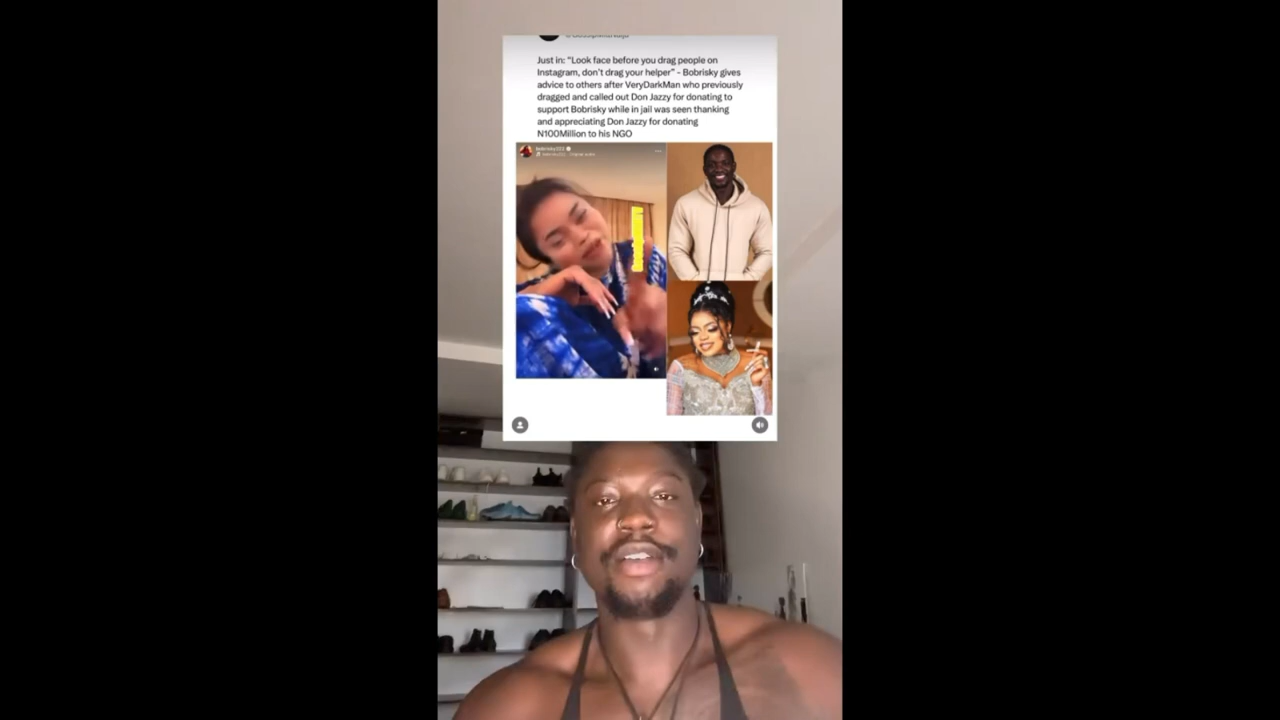 Just in: "Look face before you drag people on
Instagram, don't drag your helper" - Bobrisky gives
advice to others after VeryDarkMan who previously
dragged and called out Don Jazzy for donating to
support Bobrisky while in jail was seen thanking
and appreciating Don Jazzy for donating
N100Million to his NGO